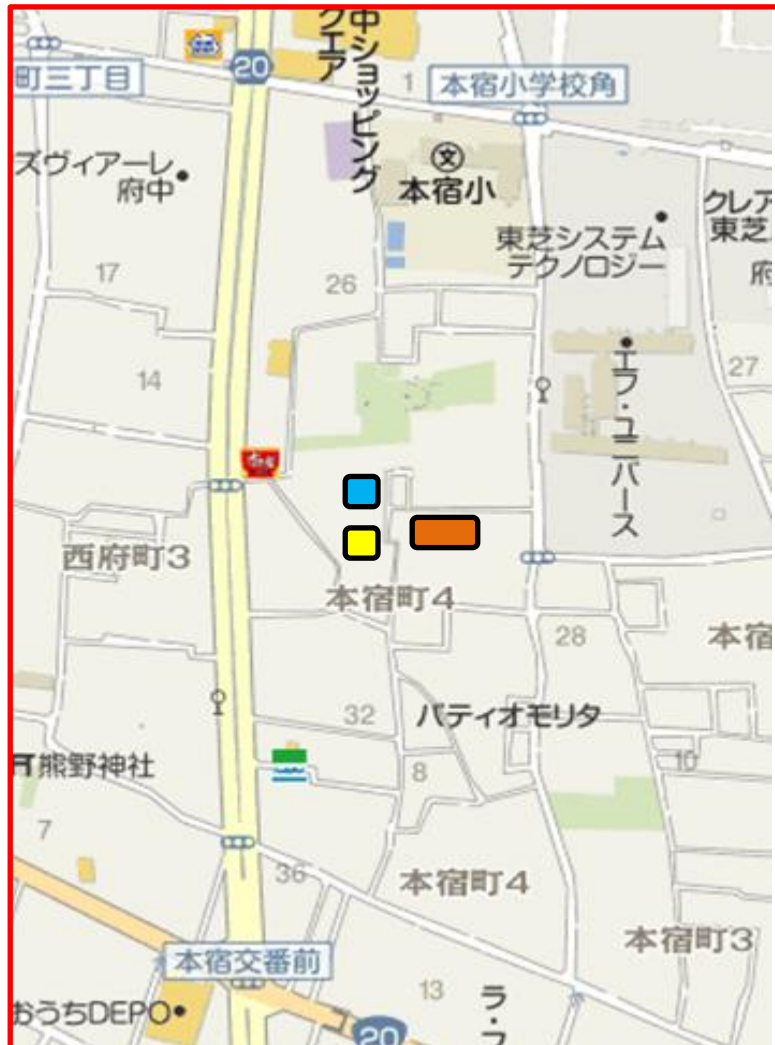 中ショッピング
クエア
20
1
本宿小学校角
町三丁目
ズヴィアーレ
府中
文
本宿小
クレア
東芝
府
東芝システム
テクノロジー
17
26
14
27
エフ・ユニバース
西府町3
本宿町4
28
本宿
32
パティオモリタ
熊野神社
8
10
7
36
本宿町4
本宿町3
本宿交番前
13
ラ・フ
おうちDEPO
20